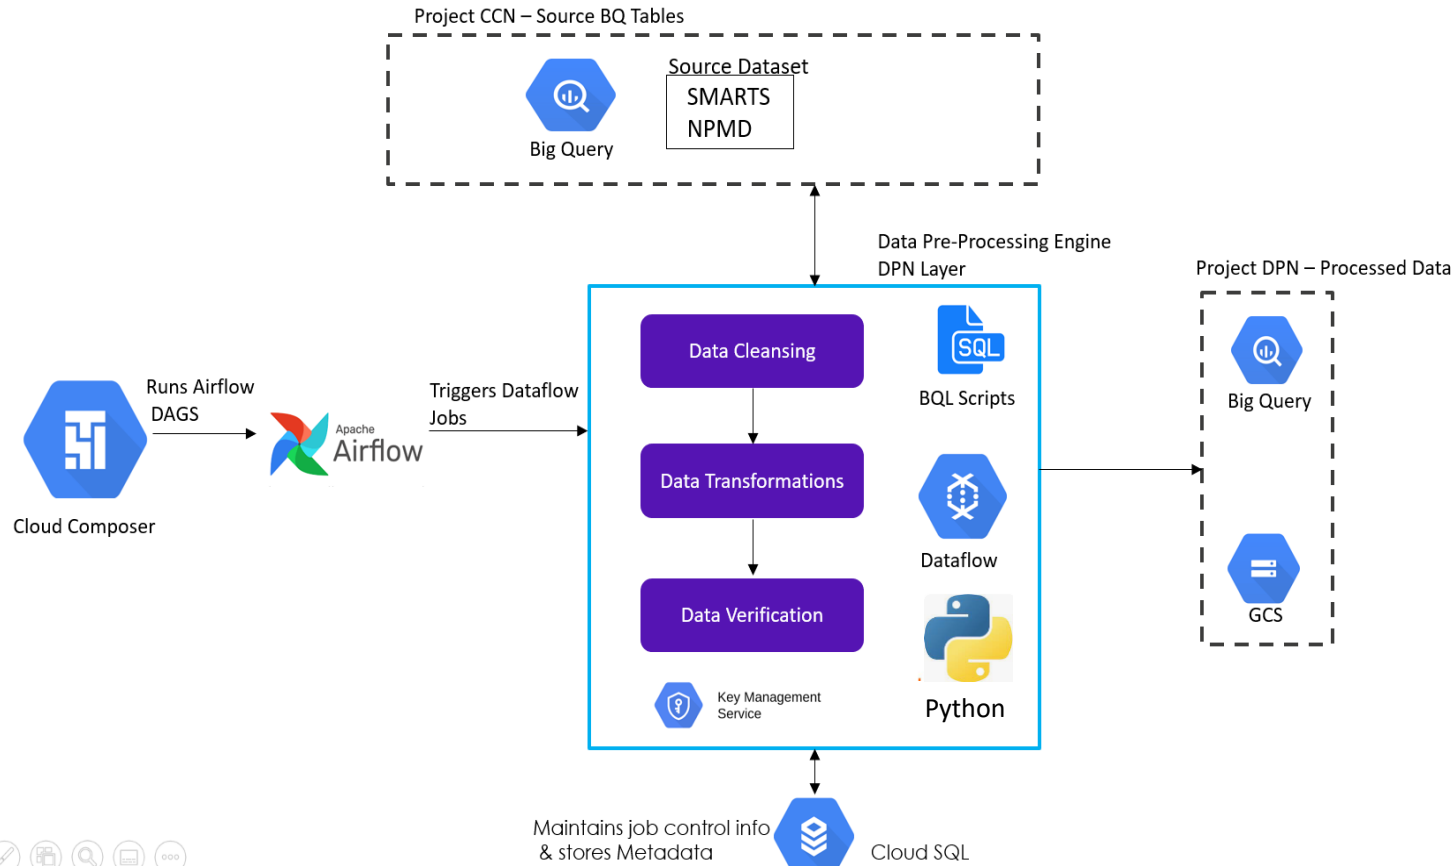 Project CCN – Source BQ Tables
Source Dataset
SMARTS
NPMD
Big Query
Data Pre-Processing Engine
DPN Layer
Project DPN – Processed Data
Data Cleansing
SQL
BQL Scripts
Big Query
Runs Airflow
DAGS
Triggers Dataflow
Jobs
Apache
Airflow
Cloud Composer
Data Transformations
Dataflow
Data Verification
GCS
Key Management
Service
Python
Maintains job control info
& stores Metadata
Cloud SQL